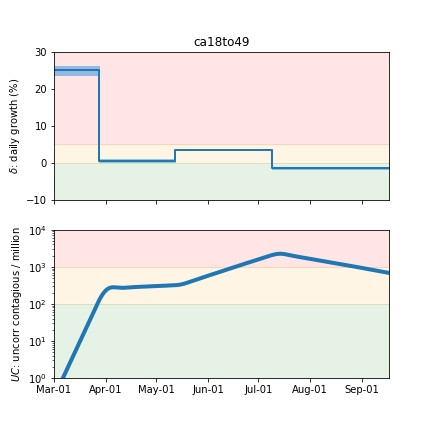 ca18to49
30
20
10
0
−10
δ: daily growth (%)
10⁴
10³
10²
10¹
10⁰
UC: uncorr contagious / million
Mar-01 Apr-01 May-01 Jun-01 Jul-01 Aug-01 Sep-01